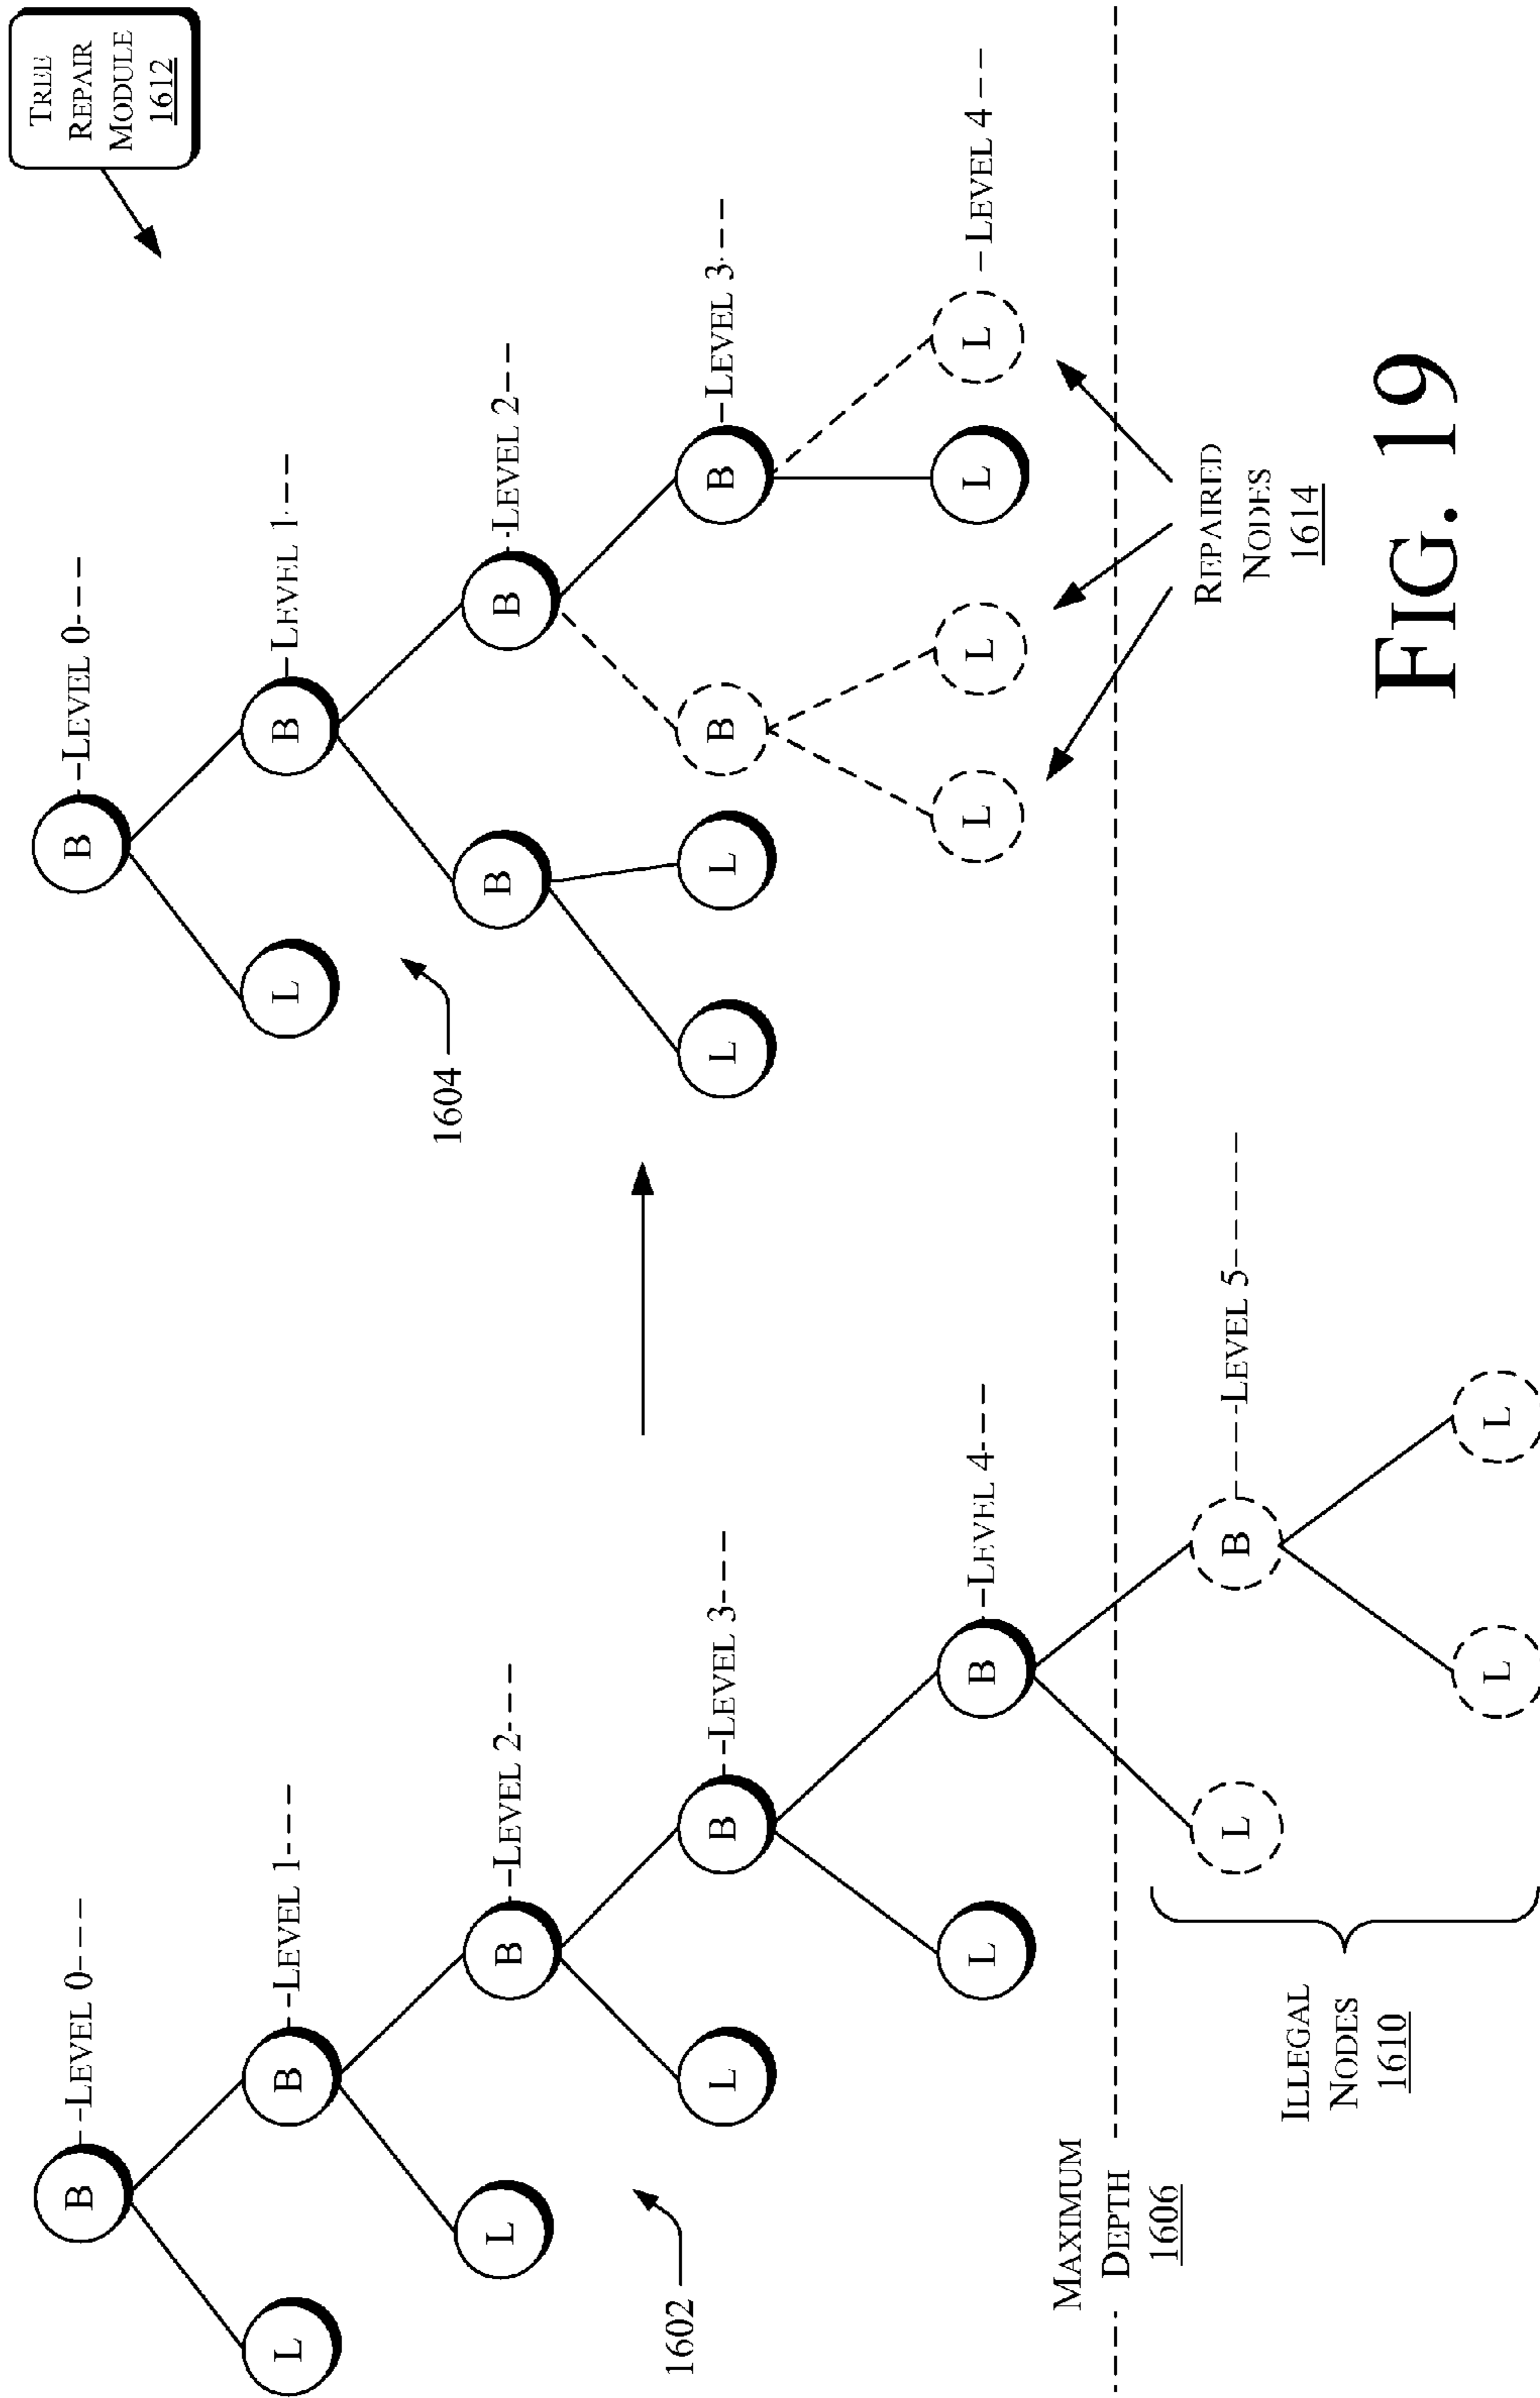 TREE
REPAIR
MODULE
1612
B
--LEVEL 0---
L
B
--LEVEL 1---
L
B
--LEVEL 2---
L
B
--LEVEL 3---
L
B
--LEVEL 4---
L
B
----LEVEL 5------
L
L
1602
MAXIMUM
DEPTH
1606
ILLEGAL
NODES
1610
B
--LEVEL 0---
L
B
--LEVEL 1---
B
B
--LEVEL 2---
L
L
B
B
--LEVEL 3---
L
L
L
L
--LEVEL 4---
1604
REPAIRED
NODES
1614
FIG. 19